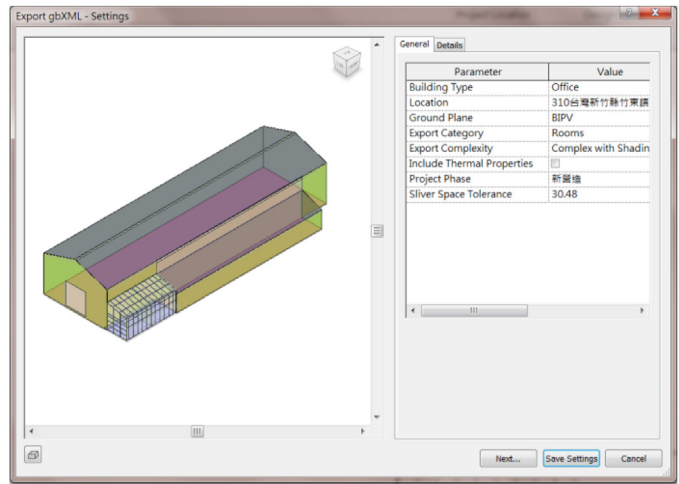 Export gbXML - Settings
General Details
Parameter Value
Building Type Office
Location 310台灣新竹縣竹東鎮
Ground Plane BIPV
Export Category Rooms
Export Complexity Complex with Shadin
Include Thermal Properties
Project Phase 新營造
Sliver Space Tolerance 30.48
Next... Save Settings Cancel